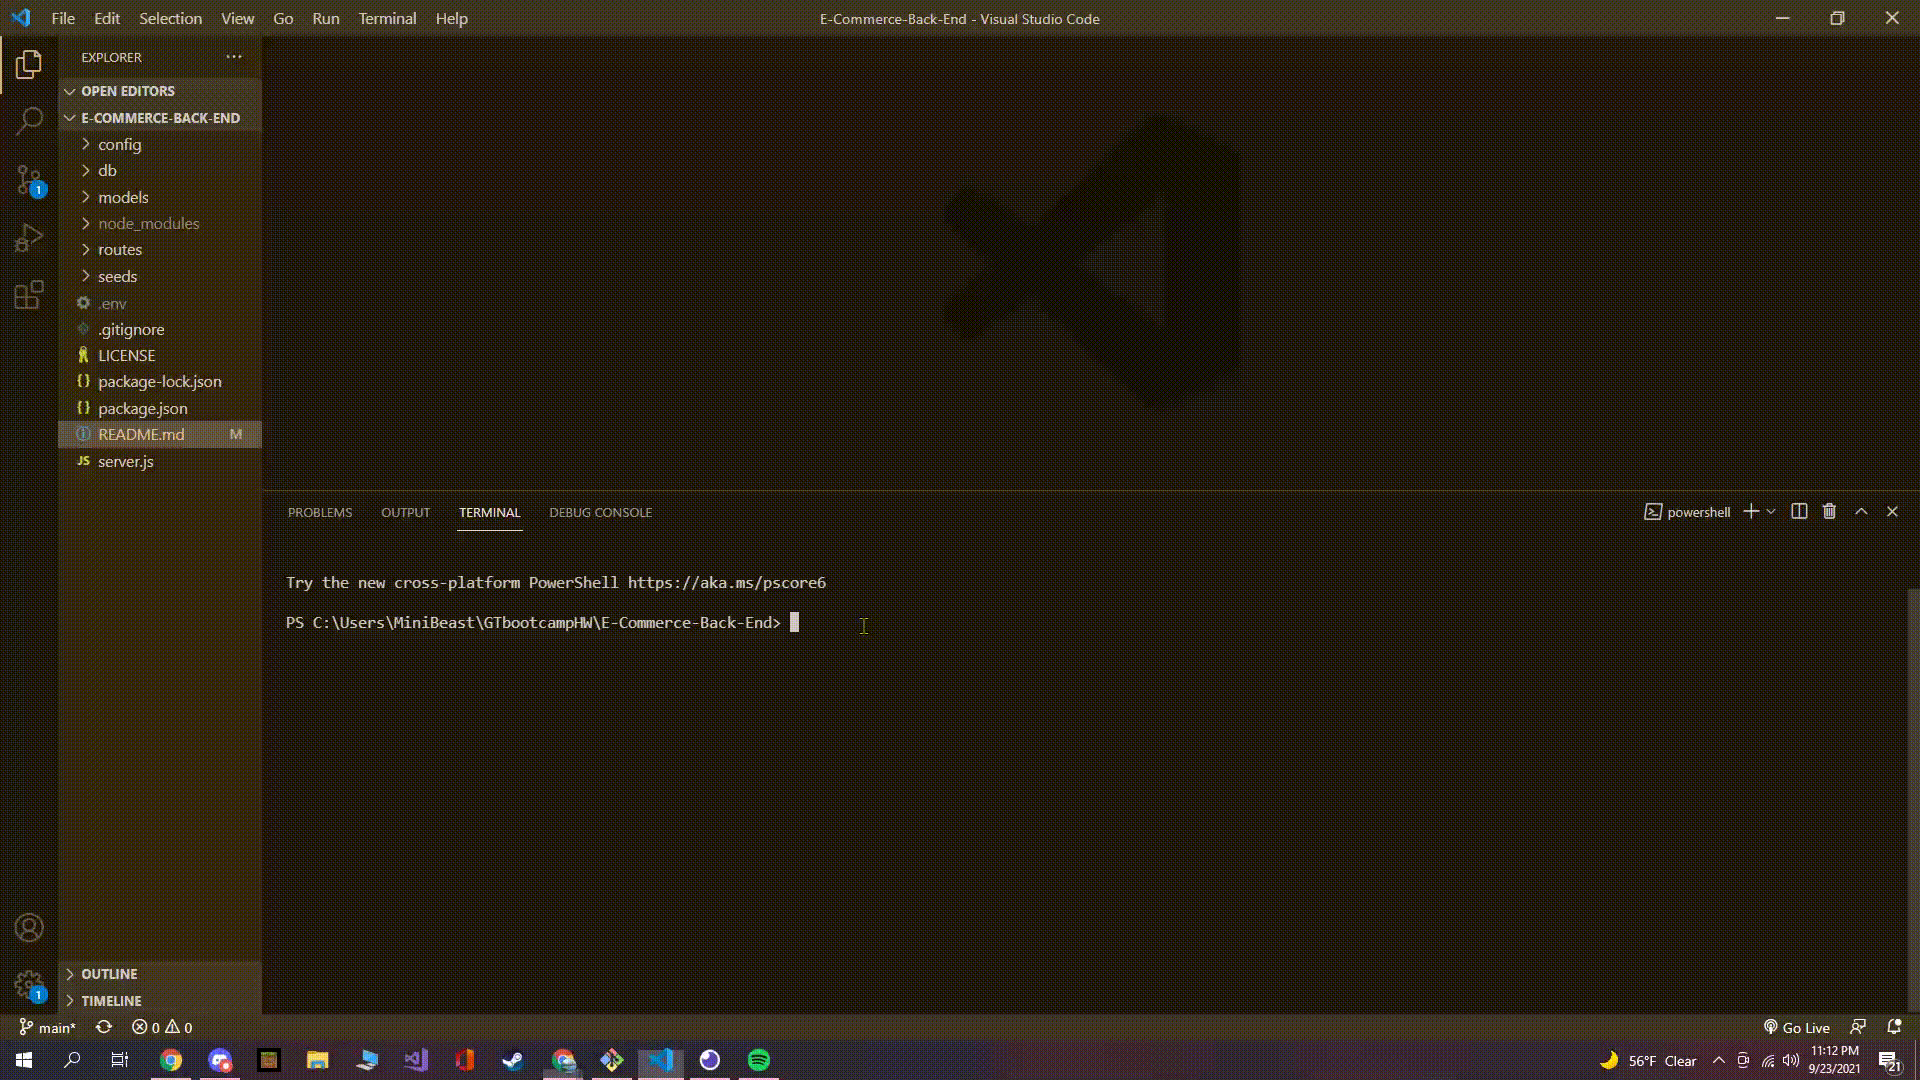 File Edit Selection View Go Run Terminal Help
E-Commerce-Back-End - Visual Studio Code
EXPLORER
OPEN EDITORS
E-COMMERCE-BACK-END
config
db
models
node_modules
routes
seeds
.env
.gitignore
LICENSE
package-lock.json
package.json
README.md M
JS server.js
1
PROBLEMS OUTPUT TERMINAL DEBUG CONSOLE
powershell
Try the new cross-platform PowerShell https://aka.ms/pscore6
PS C:\Users\MiniBeast\GTbootcampHW\E-Commerce-Back-End>
1
OUTLINE
TIMELINE
main* 0 0
Go Live
56°F Clear
11:12 PM
9/23/2021
21